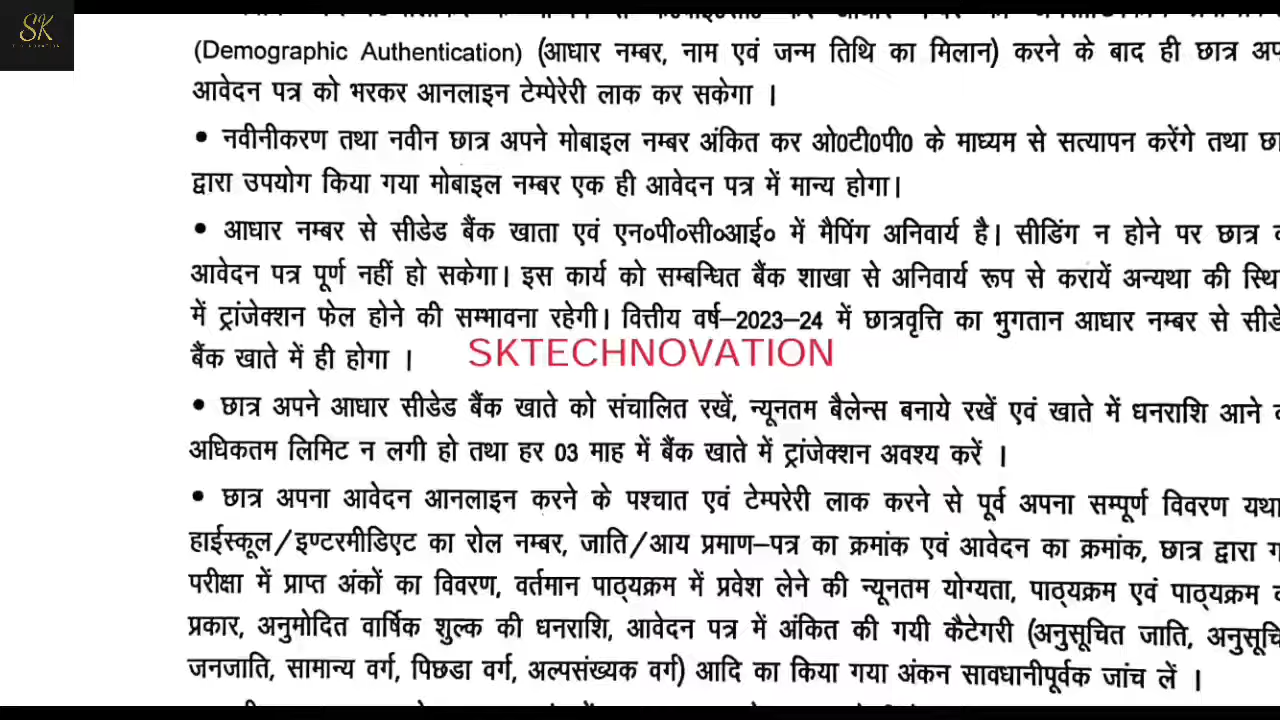 SK
(Demographic Authentication) (आधार नम्बर, नाम एवं जन्म तिथि का मिलान) करने के बाद ही छात्र
आवेदन पत्र को भरकर आनलाइन टेम्पेरेरी लाक कर सकेगा ।
• नवीनीकरण तथा नवीन छात्र अपने मोबाइल नम्बर अंकित कर ओ0टी0पी0 के माध्यम से सत्यापन करेंगे तथा
द्वारा उपयोग किया गया मोबाइल नम्बर एक ही आवेदन पत्र में मान्य होगा।
• आधार नम्बर से सीडेड बैंक खाता एवं एन०पी०सी०आई० में मैपिंग अनिवार्य है। सीडिंग न होने पर छात्र
आवेदन पत्र पूर्ण नहीं हो सकेगा। इस कार्य को सम्बन्धित बैंक शाखा से अनिवार्य रूप से करायें अन्यथा की
में ट्रांजेक्शन फेल होने की सम्भावना रहेगी। वित्तीय वर्ष–2023–24 में छात्रवृत्ति का भुगतान आधार नम्बर से
बैंक खाते में ही होगा ।
SKTECHNOVATION
• छात्र अपने आधार सीडेड बैंक खाते को संचालित रखें, न्यूनतम बैलेन्स बनाये रखें एवं खाते में धनराशि आने
अधिकतम लिमिट न लगी हो तथा हर 03 माह में बैंक खाते में ट्रांजेक्शन अवश्य करें ।
• छात्र अपना आवेदन आनलाइन करने के पश्चात एवं टेम्परेरी लाक करने से पूर्व अपना सम्पूर्ण विवरण यथा
हाईस्कूल/इण्टरमीडिएट का रोल नम्बर, जाति/आय प्रमाण–पत्र का क्रमांक एवं आवेदन का क्रमांक, छात्र द्वारा
परीक्षा में प्राप्त अंकों का विवरण, वर्तमान पाठ्यक्रम में प्रवेश लेने की न्यूनतम योग्यता, पाठ्यक्रम एवं पाठ्यक्रम
प्रकार, अनुमोदित वार्षिक शुल्क की धनराशि, आवेदन पत्र में अंकित की गयी कैटेगरी (अनुसूचित जाति,
जनजाति, सामान्य वर्ग, पिछडा वर्ग, अल्पसंख्यक वर्ग) आदि का किया गया अंकन सावधानीपूर्वक जांच लें ।